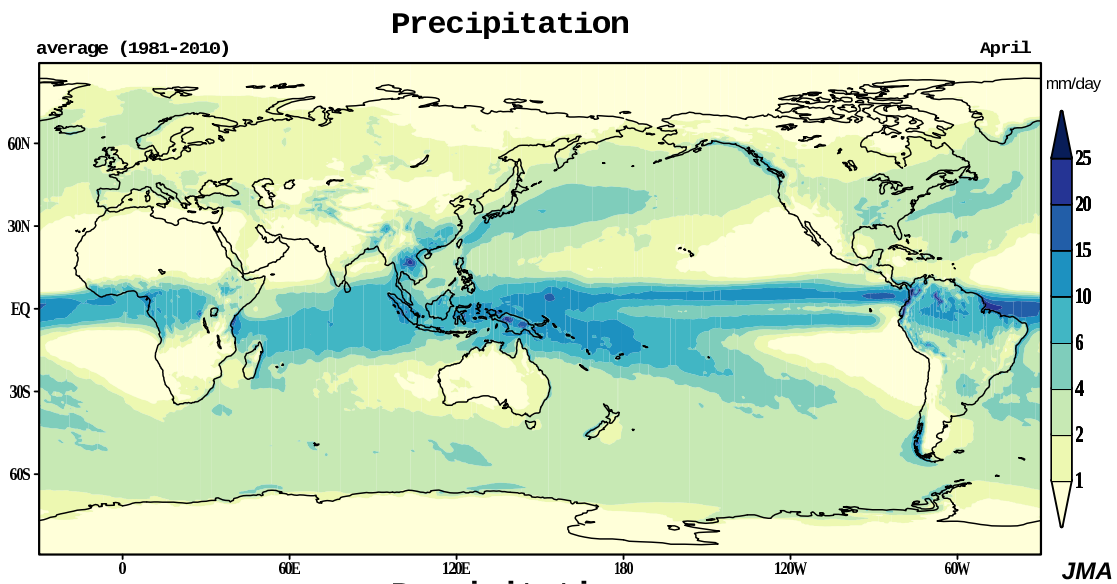 Precipitation
average (1981-2010) April
mm/day
25
20
15
10
6
4
2
1
60N
30N
EQ
30S
60S
0 60E 120E 180 120W 60W
JMA